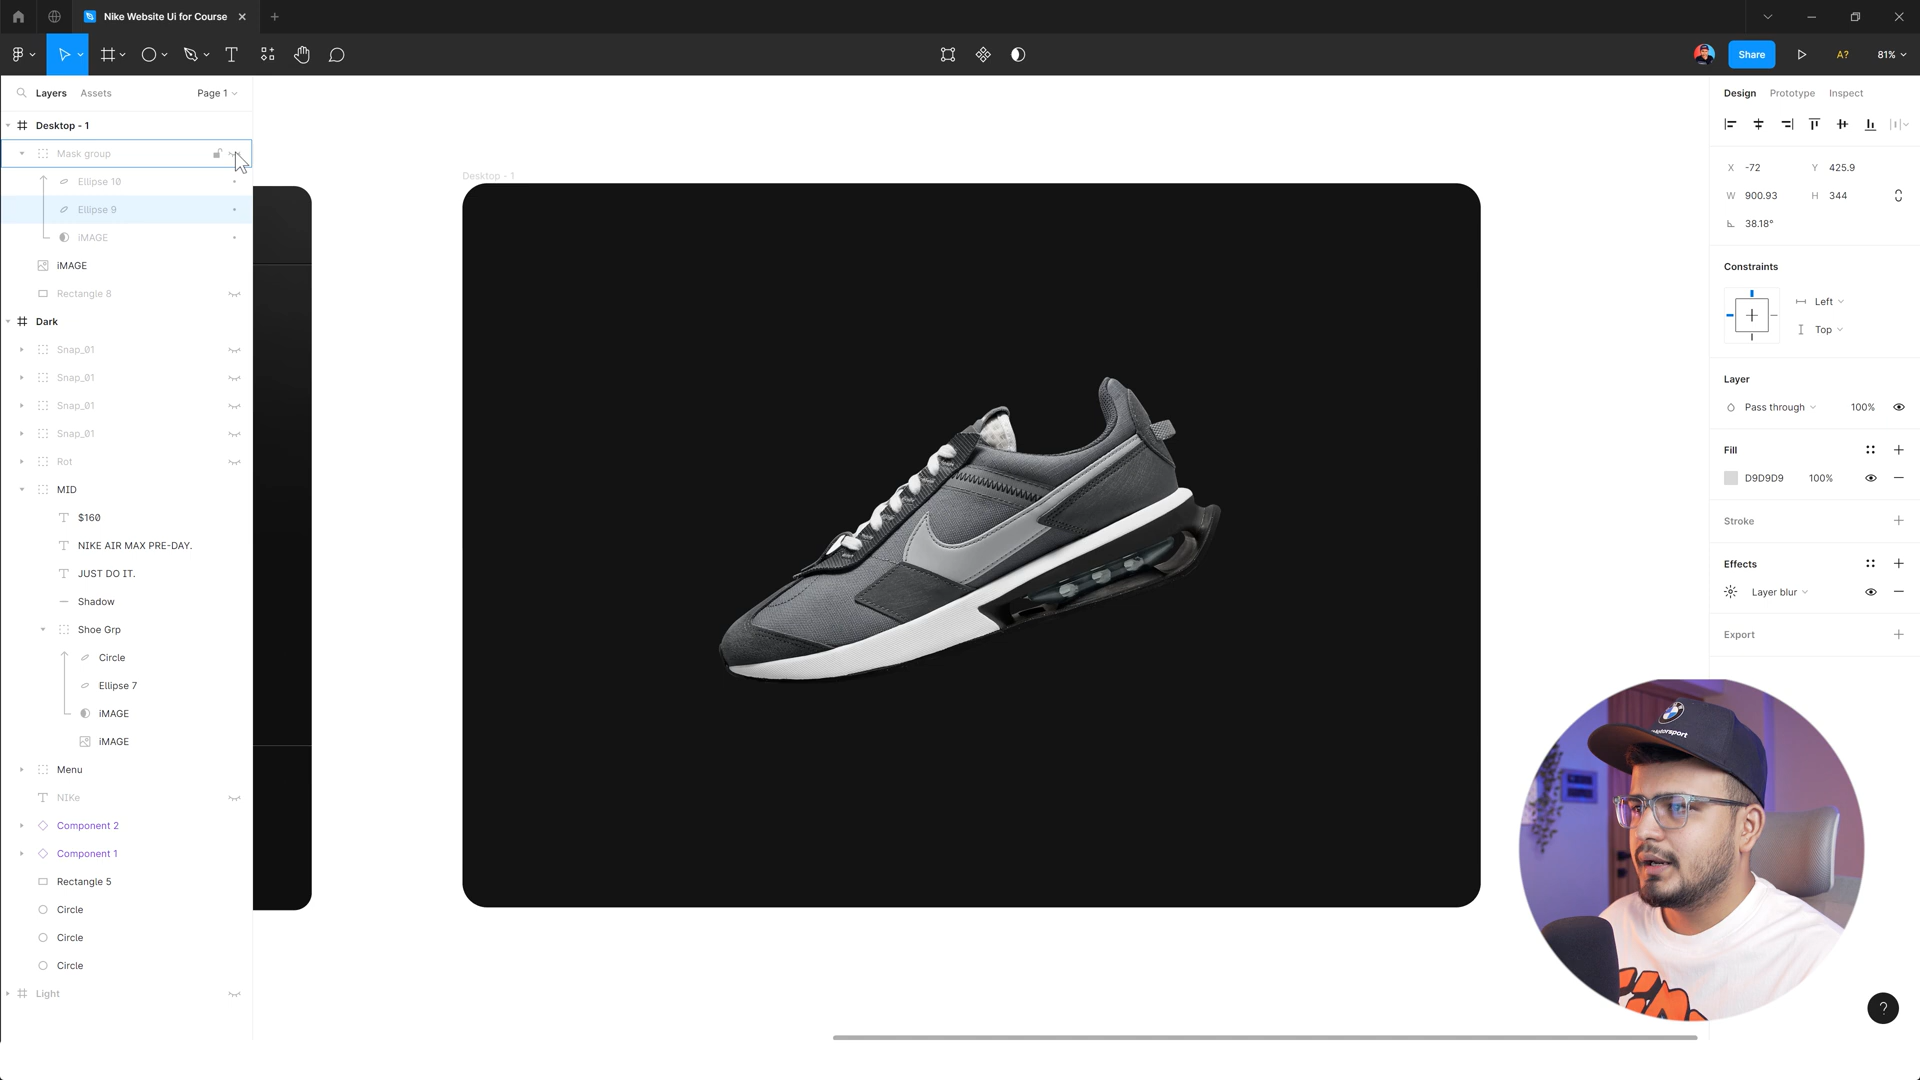 Nike Website Ui for Course
Share
A?
81%
Layers
Assets
Page 1
Desktop - 1
Mask group
Ellipse 10
Ellipse 9
iMAGE
iMAGE
Rectangle 8
Dark
Snap_01
Snap_01
Snap_01
Snap_01
Rot
MID
$160
NIKE AIR MAX PRE-DAY.
JUST DO IT.
Shadow
Shoe Grp
Circle
Ellipse 7
iMAGE
iMAGE
Menu
NIKe
Component 2
Component 1
Rectangle 5
Circle
Circle
Circle
Light
Desktop - 1
Design
Prototype
Inspect
X -72
Y 425.9
W 900.93
H 344
38.18°
Constraints
Left
Top
Layer
Pass through
100%
Fill
D9D9D9
100%
Stroke
Effects
Layer blur
Export
?